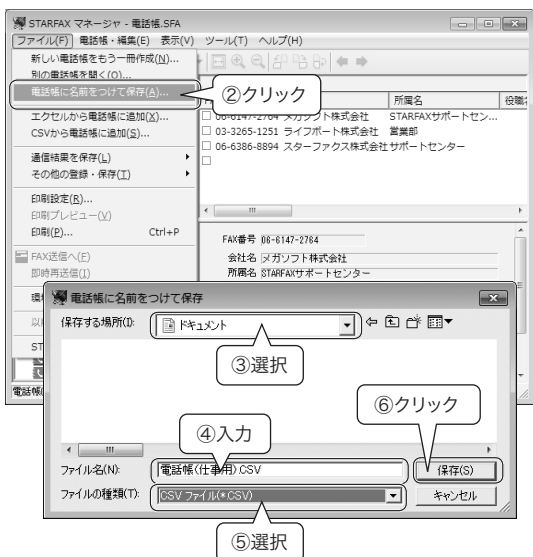 STARFAX マネージャ - 電話帳.SFA
ファイル(F) 電話帳・編集(E) 表示(V) ツール(T) ヘルプ(H)
新しい電話帳をもう一冊作成(N)...
別の電話帳を開く(O)...
電話帳に名前をつけて保存(A)...
②クリック
エクセルから電話帳に追加(X)...
CSVから電話帳に追加(S)...
通信結果を保存(L)
その他の登録・保存(T)
印刷設定(R)...
印刷プレビュー(V)
印刷(P)... Ctrl+P
FAX送信へ(F)
即時再送信(I)
所属名 役職
06-6147-2764 メガソフト株式会社 STARFAXサポートセン...
03-3265-1251 ライフボート株式会社 営業部
06-6386-8894 スターファクス株式会社 サポートセンター
FAX番号 06-6147-2764
会社名 メガソフト株式会社
所属名 STARFAXサポートセンター
電話帳に名前をつけて保存
保存する場所(I): ドキュメント
③選択
⑥クリック
④入力
ファイル名(N): 電話帳(仕事用).CSV 保存(S)
ファイルの種類(T): CSV ファイル(*.CSV) キャンセル
⑤選択